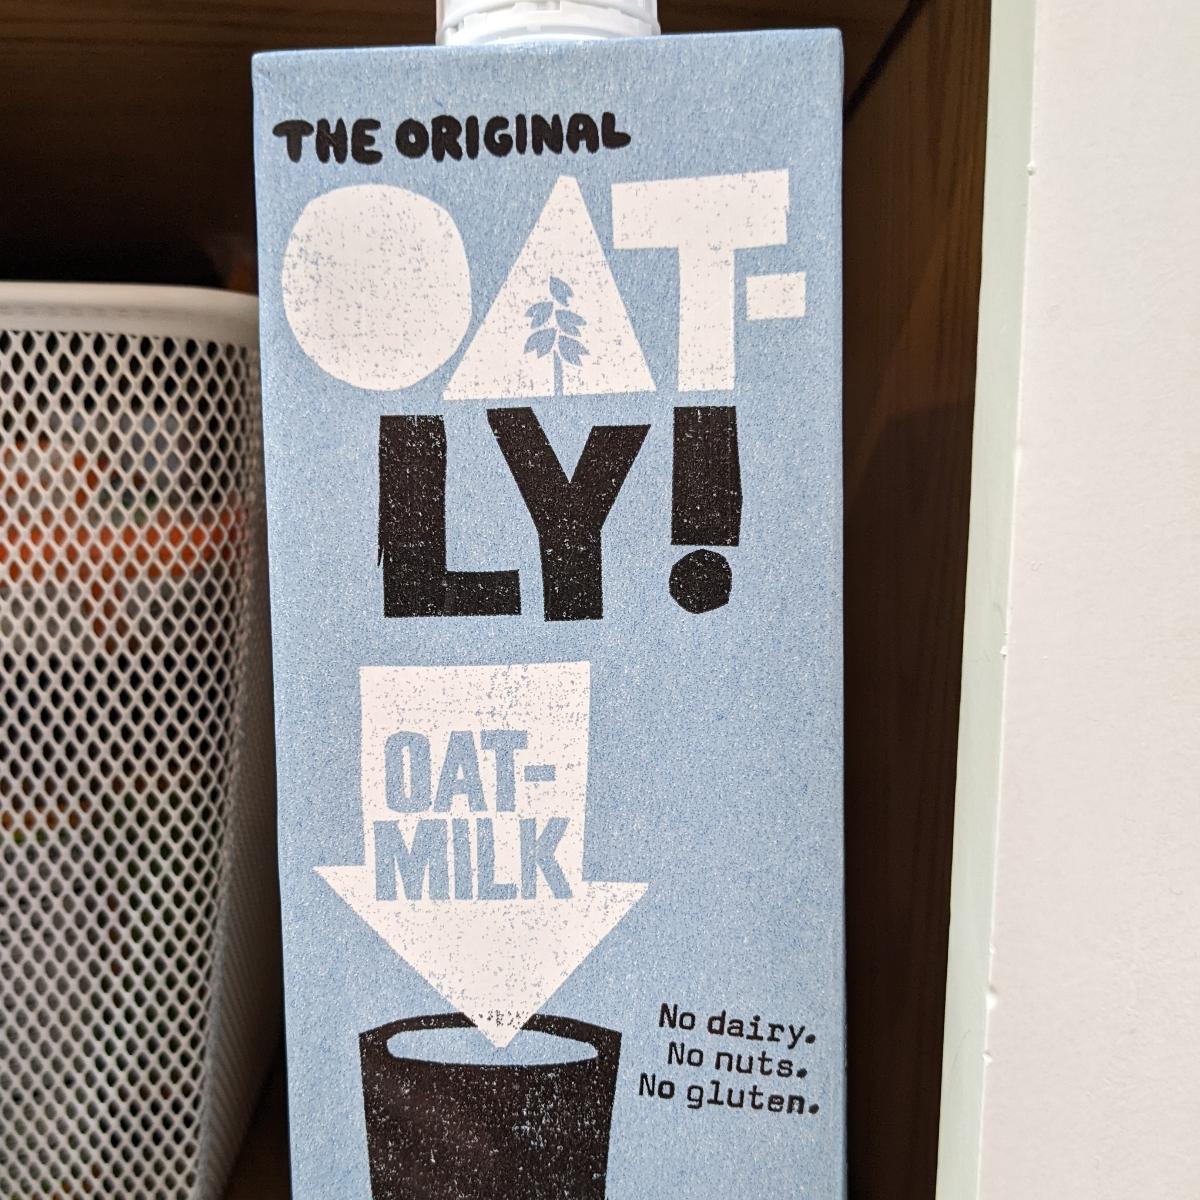 THE ORIGINAL
OAT-
LY!
OAT-
MILK
No dairy.
No nuts.
No gluten.